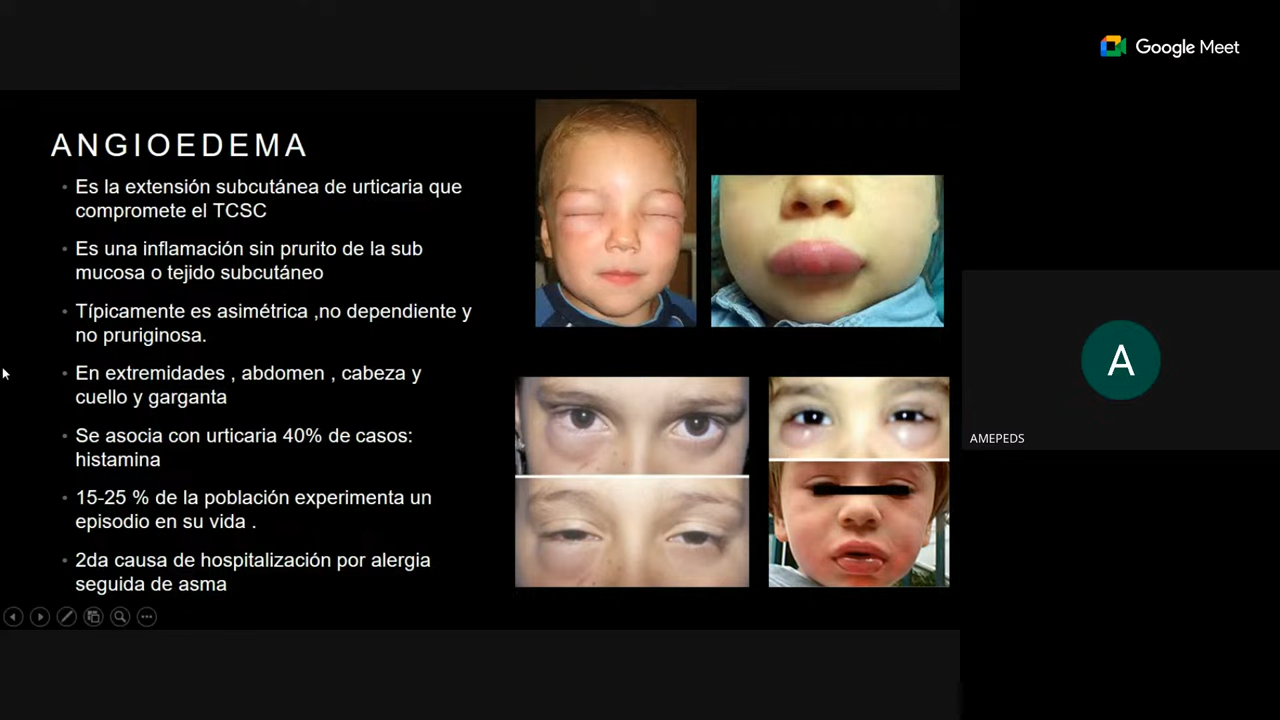 Google Meet
ANGIOEDEMA
• Es la extensión subcutánea de urticaria que
compromete el TCSC
• Es una inflamación sin prurito de la sub
mucosa o tejido subcutáneo
• Típicamente es asimétrica ,no dependiente y
no pruriginosa.
• En extremidades , abdomen , cabeza y
cuello y garganta
• Se asocia con urticaria 40% de casos:
histamina
• 15-25 % de la población experimenta un
episodio en su vida .
• 2da causa de hospitalización por alergia
seguida de asma
A
AMEPEDS